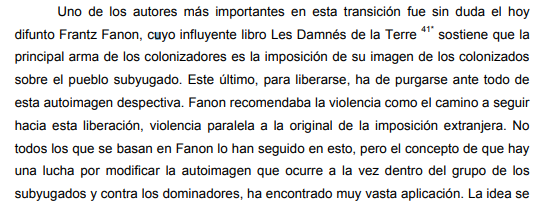 Uno de los autores más importantes en esta transición fue sin duda el hoy
difunto Frantz Fanon, cuyo influyente libro Les Damnés de la Terre 41* sostiene que la
principal arma de los colonizadores es la imposición de su imagen de los colonizados
sobre el pueblo subyugado. Este último, para liberarse, ha de purgarse ante todo de
esta autoimagen despectiva. Fanon recomendaba la violencia como el camino a seguir
hacia esta liberación, violencia paralela a la original de la imposición extranjera. No
todos los que se basan en Fanon lo han seguido en esto, pero el concepto de que hay
una lucha por modificar la autoimagen que ocurre a la vez dentro del grupo de los
subyugados y contra los dominadores, ha encontrado muy vasta aplicación. La idea se